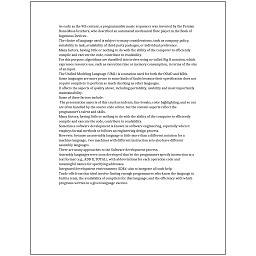 as early as the 9th century, a programmable music sequencer was invented by the Persian
Banu Musa brothers, who described an automated mechanical flute player in the Book of
Ingenious Devices.
The choice of language used is subject to many considerations, such as company policy,
suitability to task, availability of third-party packages, or individual preference.
Many factors, having little or nothing to do with the ability of the computer to efficiently
compile and execute the code, contribute to readability.
For this purpose algorithms are classified into orders using so-called Big O notation, which
expresses resource use, such as execution time or memory consumption, in terms of the size
of an input.
The Unified Modeling Language (UML) is a notation used for both the OOAD and MDA.
Some languages are more prone to some kinds of faults because their specification does not
require compilers to perform as much checking as other languages.
It affects the aspects of quality above, including portability, usability and most importantly
maintainability.
Some of these factors include:
The presentation aspects of this (such as indents, line breaks, color highlighting, and so on)
are often handled by the source code editor, but the content aspects reflect the
programmer's talent and skills.
Many factors, having little or nothing to do with the ability of the computer to efficiently
compile and execute the code, contribute to readability.
Sometimes software development is known as software engineering, especially when it
employs formal methods or follows an engineering design process.
However, because an assembly language is little more than a different notation for a
machine language, two machines with different instruction sets also have different
assembly languages.
There are many approaches to the Software development process.
Assembly languages were soon developed that let the programmer specify instruction in a
text format (e.g., ADD X, TOTAL), with abbreviations for each operation code and
meaningful names for specifying addresses.
Integrated development environments (IDEs) aim to integrate all such help.
Trade-offs from this ideal involve finding enough programmers who know the language to
build a team, the availability of compilers for that language, and the efficiency with which
programs written in a given language execute.